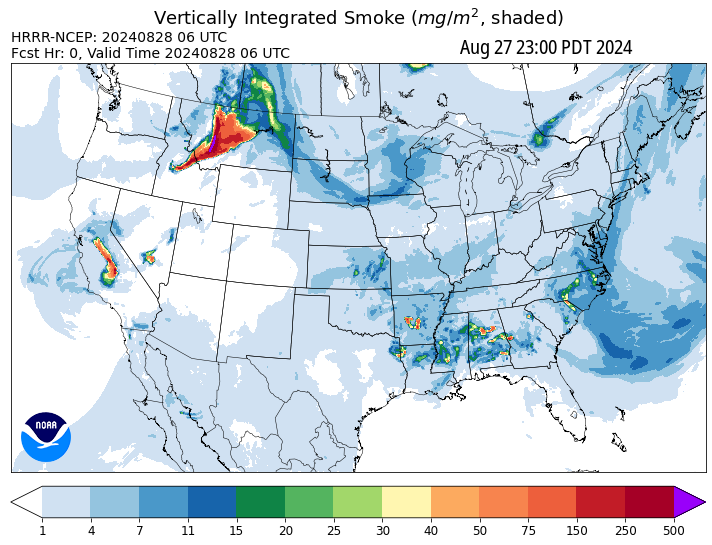 Vertically Integrated Smoke (mg/m², shaded)
HRRR-NCEP: 20240828 06 UTC
Fcst Hr: 0, Valid Time 20240828 06 UTC
Aug 27 23:00 PDT 2024
NOAA
1 4 7 11 15 20 25 30 40 50 75 150 250 500